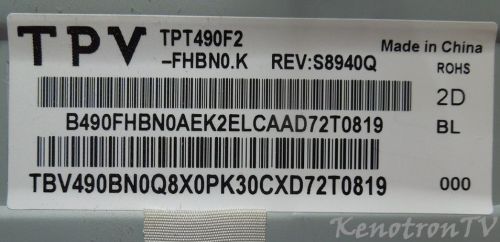 TPV TPT490F2
-FHBN0.K REV:S8940Q
Made in China
ROHS
2D
B490FHBN0AEK2ELCAAD72T0819
BL
TBV490BN0Q8X0PK30CXD72T0819
000
KenotronTV